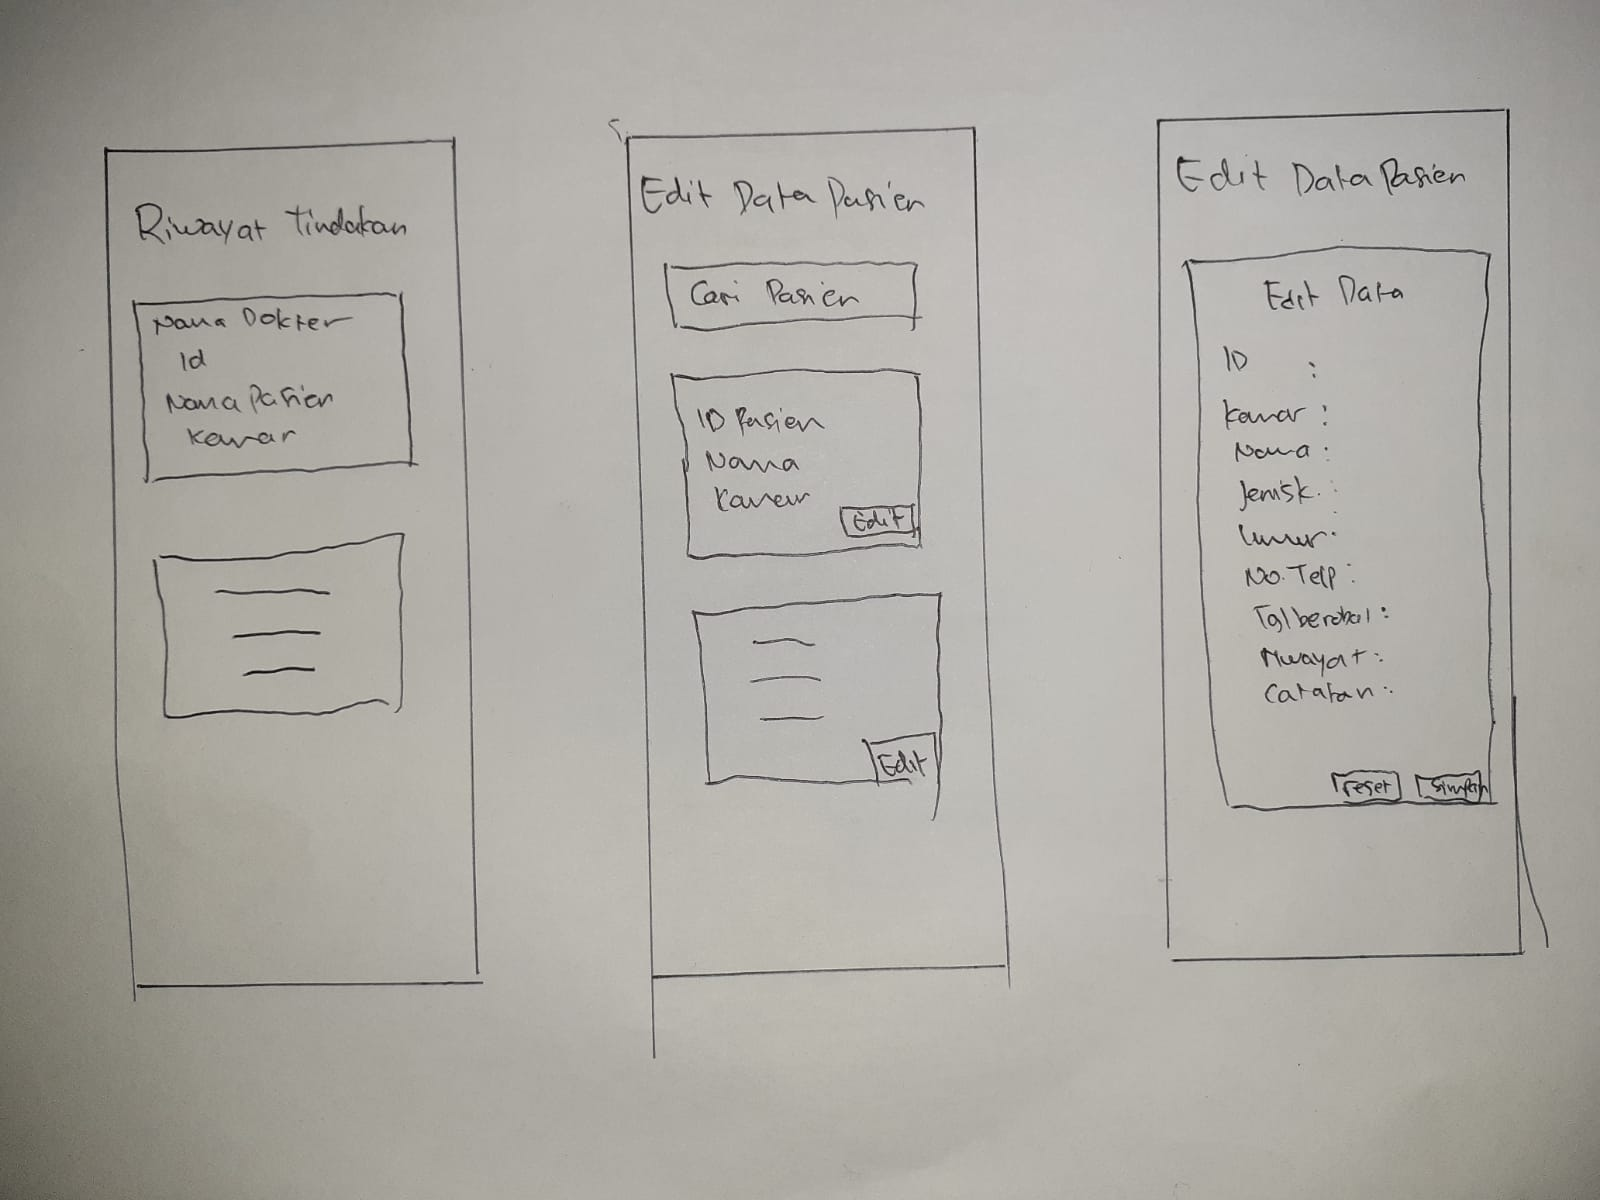 Riwayat Tindakan
Nama Dokter
Id
Nama Pasien
Kamar
Edit Data Pasien
Cari Pasien
ID Pasien
Nama
Kamar
Edit
Edit
Edit Data Pasien
Edit Data
ID :
Kamar :
Nama :
Jenis k. :
Umur :
No. Telp :
Tgl berobat :
Riwayat :
Catatan :
reset
Simpan